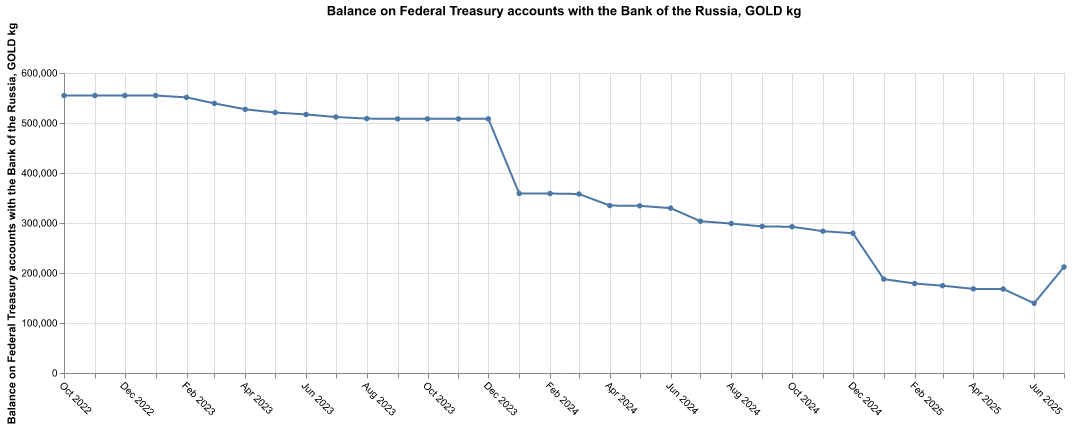 Balance on Federal Treasury accounts with the Bank of the Russia, GOLD kg
Balance on Federal Treasury accounts with the Bank of the Russia, GOLD kg
600,000
500,000
400,000
300,000
200,000
100,000
0
Oct 2022
Dec 2022
Feb 2023
Apr 2023
Jun 2023
Aug 2023
Oct 2023
Dec 2023
Feb 2024
Apr 2024
Jun 2024
Aug 2024
Oct 2024
Dec 2024
Feb 2025
Apr 2025
Jun 2025